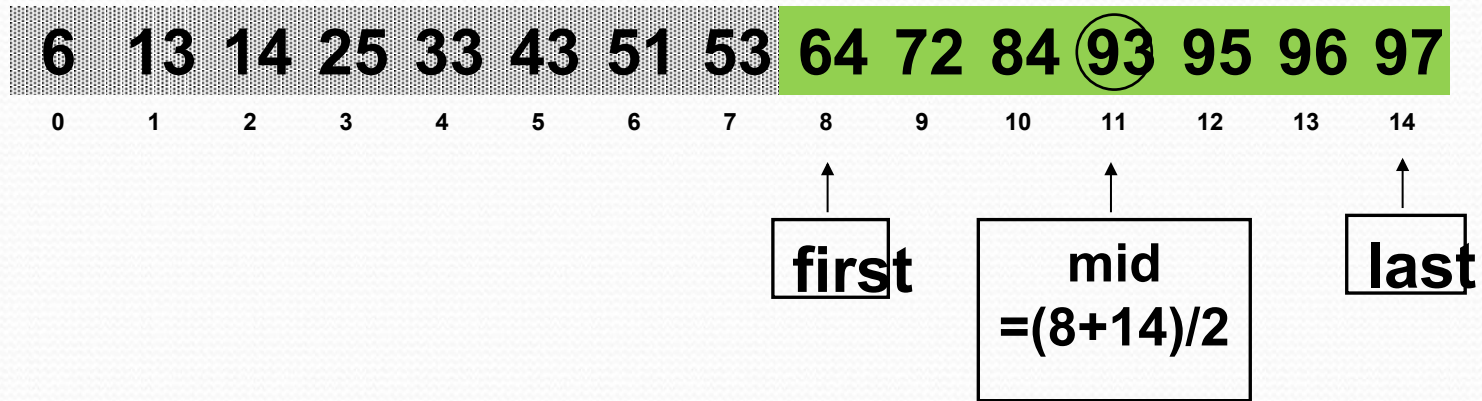 6 13 14 25 33 43 51 53 64 72 84 93 95 96 97
0 1 2 3 4 5 6 7 8 9 10 11 12 13 14
first
mid
=(8+14)/2
last